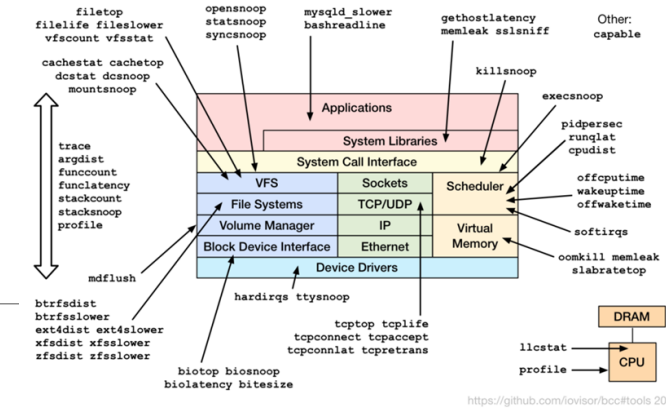 filetop
filelife fileslower
vfscount vfsstat
opensnoop
statsnoop
syncsnoop
mysqld_slower
bashreadline
gethostlatency
memleak sslsniff
Other:
capable
cachestat cachetop
dcstat dcsnoop
mountsnoop
killsnoop
execsnoop
pidpersec
runqlat
cpudist
trace
argdist
funccount
funclatency
stackcount
stacksnoop
profile
Applications
System Libraries
System Call Interface
VFS
Sockets
Scheduler
File Systems
TCP/UDP
Volume Manager
IP
Virtual
Memory
Block Device Interface
Ethernet
Device Drivers
offcputime
wakeuptime
offwaketime
softirqs
oomkill memleak
slabratetop
mdflush
hardirqs ttysnoop
btrfsdist
btrfsslower
ext4dist ext4slower
xfsdist xfsslower
zfsdist zfsslower
tcptop tcplife
tcpconnect tcpaccept
tcpconnlat tcpretrans
biotop biosnoop
biolatency bitesize
DRAM
llcstat
CPU
profile
https://github.com/iovisor/bcc#tools 20